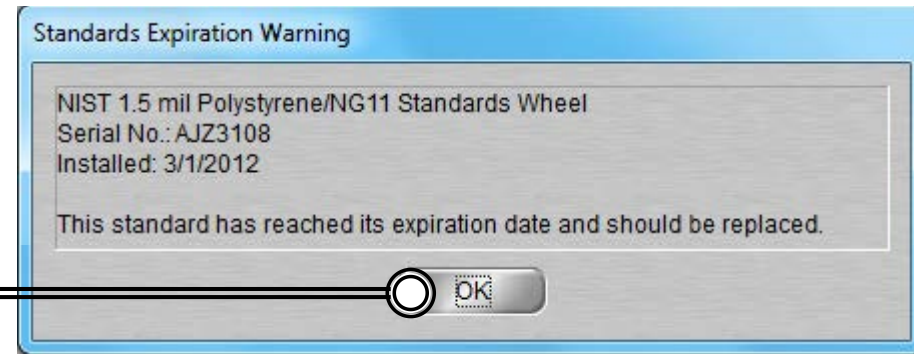 Standards Expiration Warning
NIST 1.5 mil Polystyrene/NG11 Standards Wheel
Serial No.: AJZ3108
Installed: 3/1/2012
This standard has reached its expiration date and should be replaced.
OK